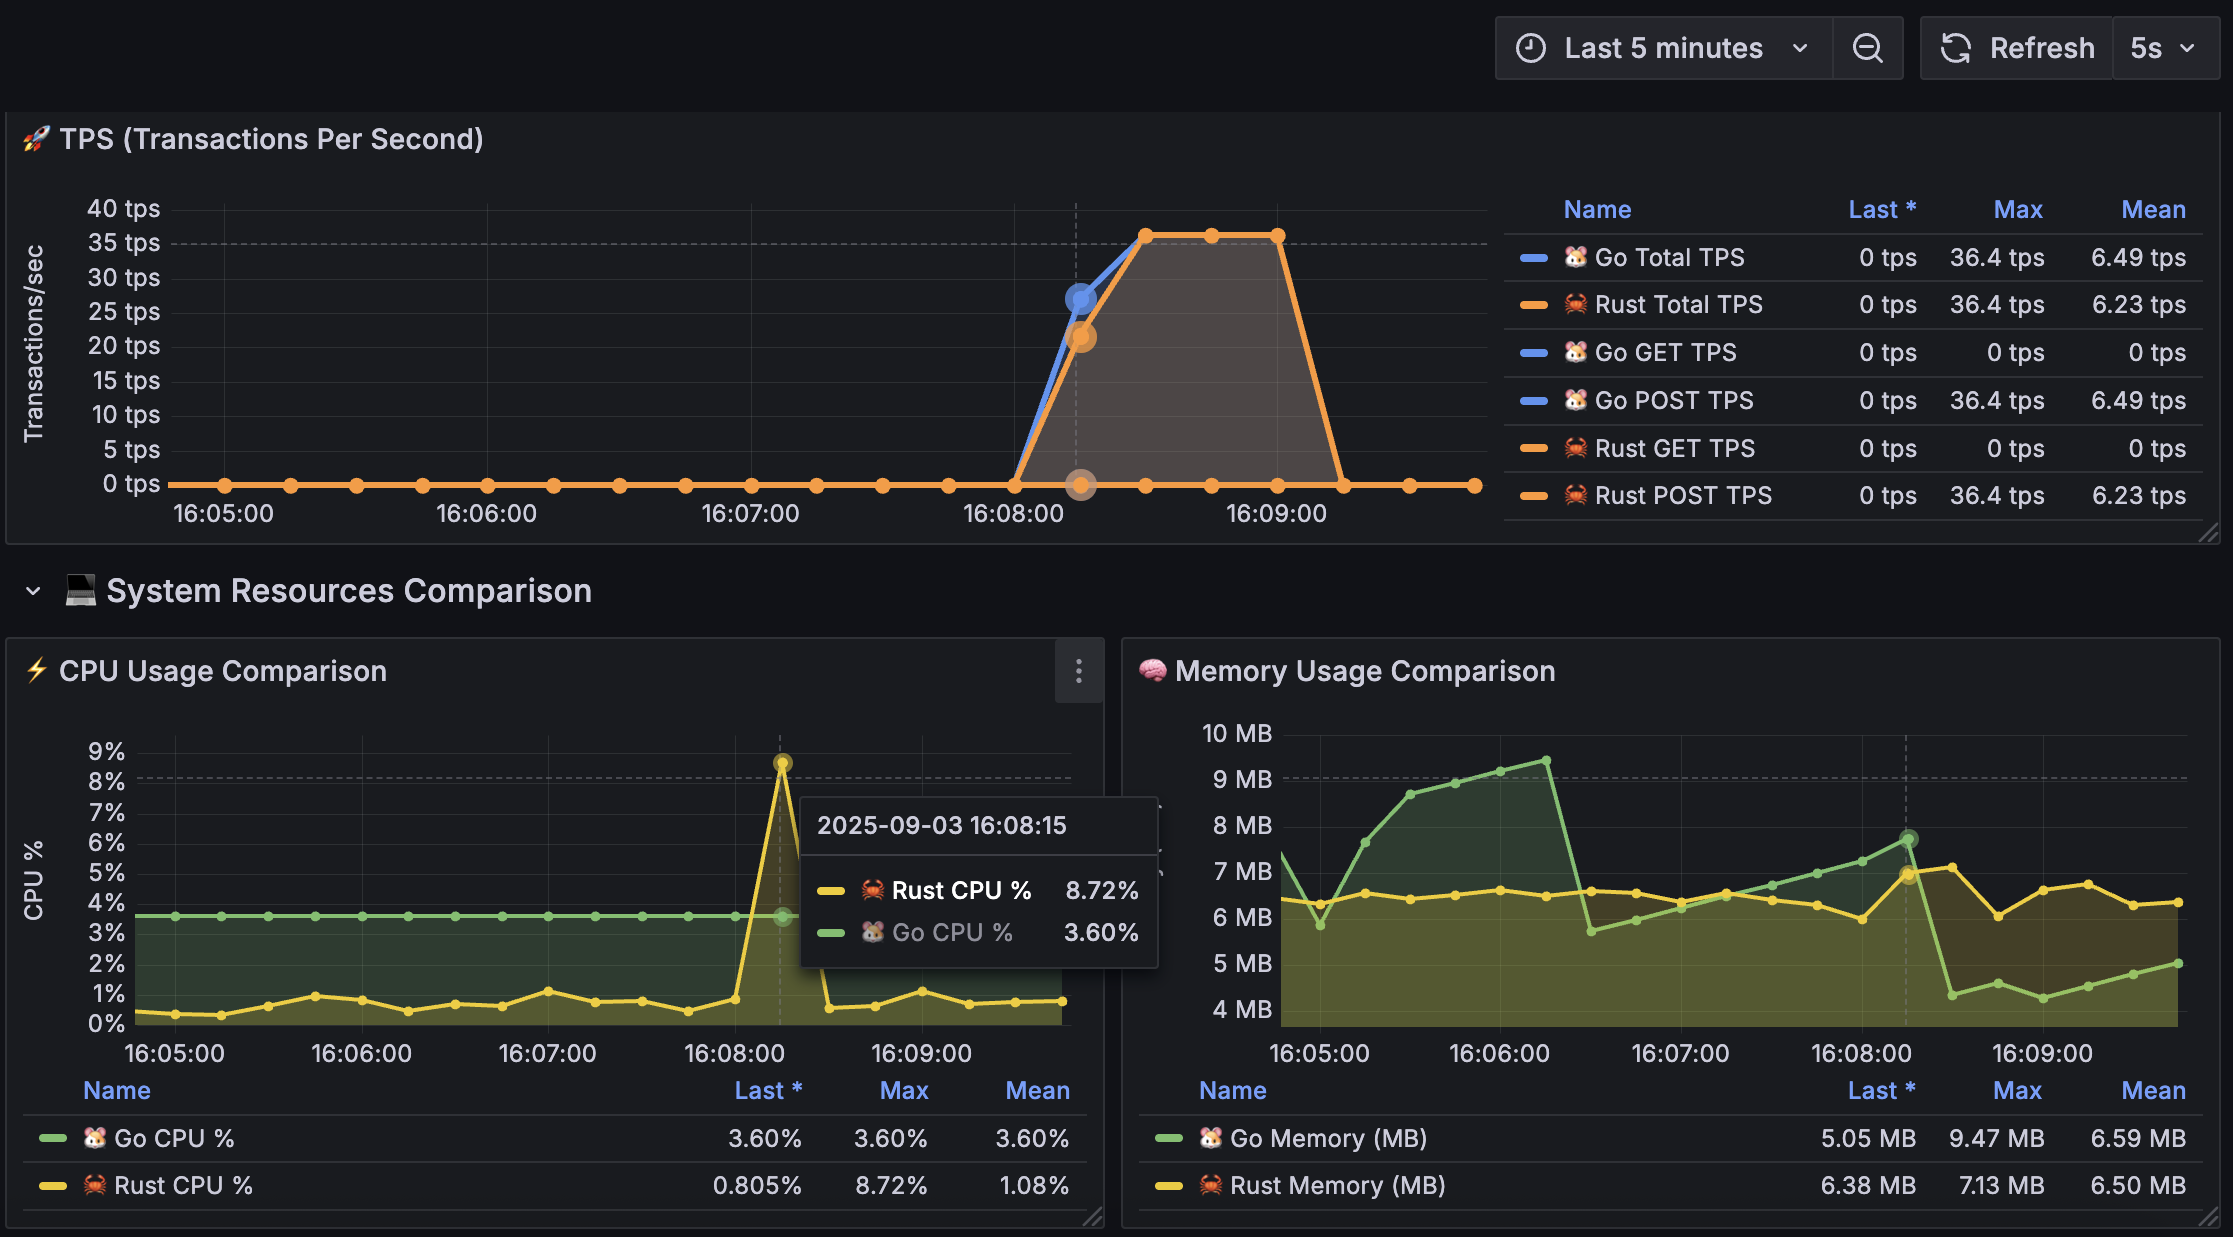 Last 5 minutes
Refresh
5s
🚀 TPS (Transactions Per Second)
Transactions/sec
40 tps
35 tps
30 tps
25 tps
20 tps
15 tps
10 tps
5 tps
0 tps
16:05:00 16:06:00 16:07:00 16:08:00 16:09:00
Name Last * Max Mean
🐹 Go Total TPS 0 tps 36.4 tps 6.49 tps
🦀 Rust Total TPS 0 tps 36.4 tps 6.23 tps
🐹 Go GET TPS 0 tps 0 tps 0 tps
🐹 Go POST TPS 0 tps 36.4 tps 6.49 tps
🦀 Rust GET TPS 0 tps 0 tps 0 tps
🦀 Rust POST TPS 0 tps 36.4 tps 6.23 tps
💻 System Resources Comparison
⚡ CPU Usage Comparison
CPU %
9%
8%
7%
6%
5%
4%
3%
2%
1%
0%
16:05:00 16:06:00 16:07:00 16:08:00 16:09:00
2025-09-03 16:08:15
🦀 Rust CPU % 8.72%
🐹 Go CPU % 3.60%
Name Last * Max Mean
🐹 Go CPU % 3.60% 3.60% 3.60%
🦀 Rust CPU % 0.805% 8.72% 1.08%
🧠 Memory Usage Comparison
10 MB
9 MB
8 MB
7 MB
6 MB
5 MB
4 MB
16:05:00 16:06:00 16:07:00 16:08:00 16:09:00
Name Last * Max Mean
🐹 Go Memory (MB) 5.05 MB 9.47 MB 6.59 MB
🦀 Rust Memory (MB) 6.38 MB 7.13 MB 6.50 MB